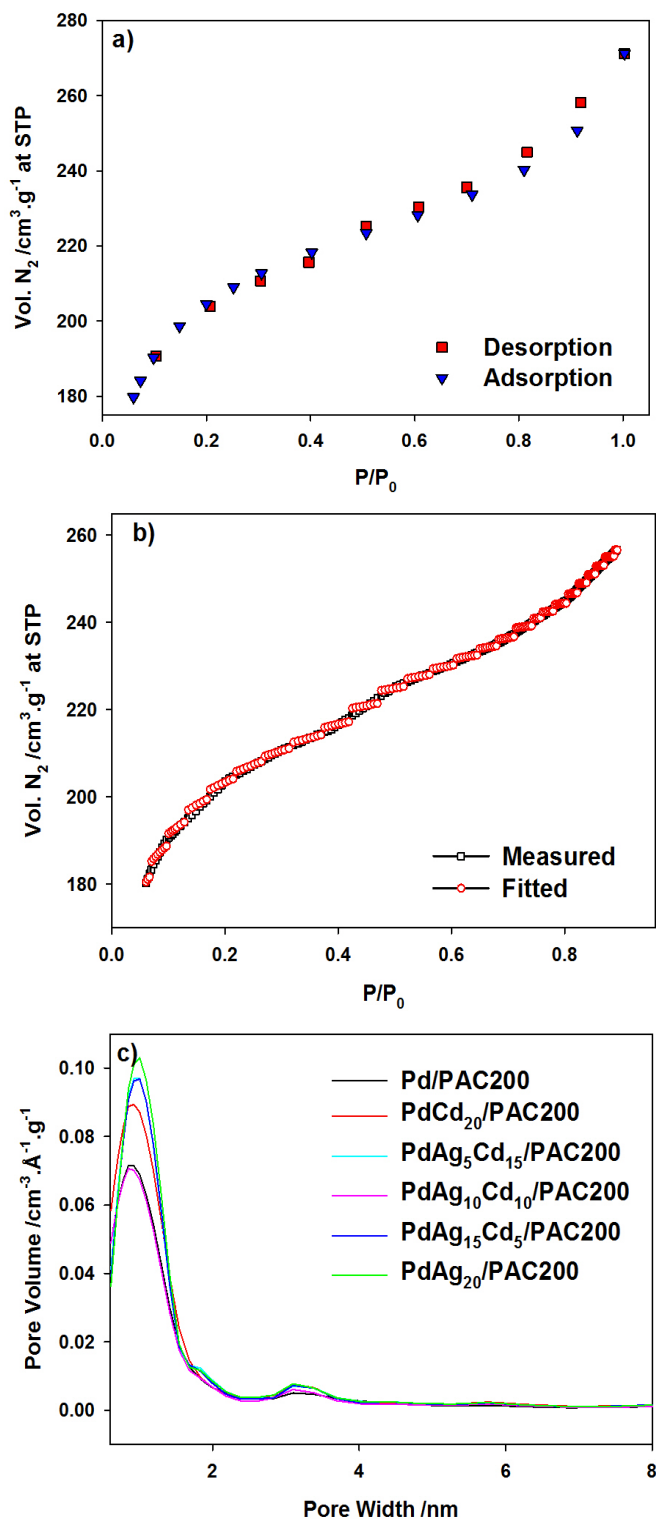 a)
280
260
240
220
200
180
Vol. N₂ /cm³.g⁻¹ at STP
Desorption
Adsorption
0.0 0.2 0.4 0.6 0.8 1.0
P/P₀
b)
260
240
220
200
180
Vol. N₂ /cm³.g⁻¹ at STP
Measured
Fitted
0.0 0.2 0.4 0.6 0.8
P/P₀
c)
0.10
0.08
0.06
0.04
0.02
0.00
Pore Volume /cm⁻³.Å⁻¹.g⁻¹
Pd/PAC200
PdCd₂₀/PAC200
PdAg₅Cd₁₅/PAC200
PdAg₁₀Cd₁₀/PAC200
PdAg₁₅Cd₅/PAC200
PdAg₂₀/PAC200
2 4 6 8
Pore Width /nm